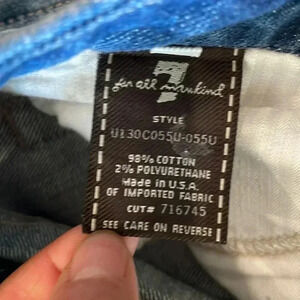 7
for all mankind
STYLE
U130C055U-055U
98% COTTON
2% POLYURETHANE
Made in U.S.A.
OF IMPORTED FABRIC
CUT# 716745
SEE CARE ON REVERSE